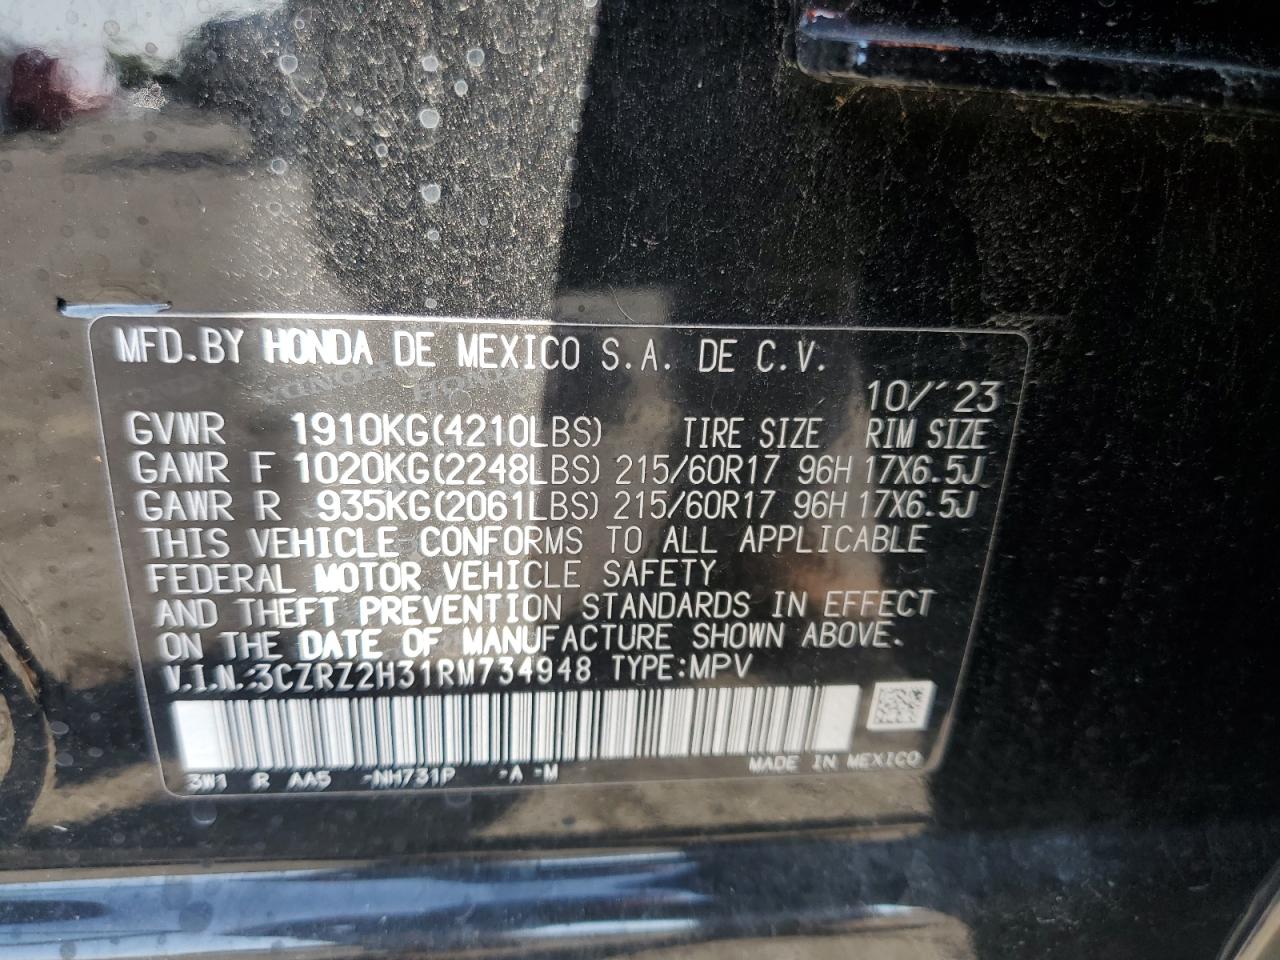 MFD.BY HONDA DE MEXICO S.A. DE C.V.
10/'23
GVWR 1910KG(4210LBS) TIRE SIZE RIM SIZE
GAWR F 1020KG(2248LBS) 215/60R17 96H 17X6.5J
GAWR R 935KG(2061LBS) 215/60R17 96H 17X6.5J
THIS VEHICLE CONFORMS TO ALL APPLICABLE
FEDERAL MOTOR VEHICLE SAFETY
AND THEFT PREVENTION STANDARDS IN EFFECT
ON THE DATE OF MANUFACTURE SHOWN ABOVE.
V.I.N.:3CZRZ2H31RM734948 TYPE:MPV
3W1 R AA5 -NH731P -A -M MADE IN MEXICO